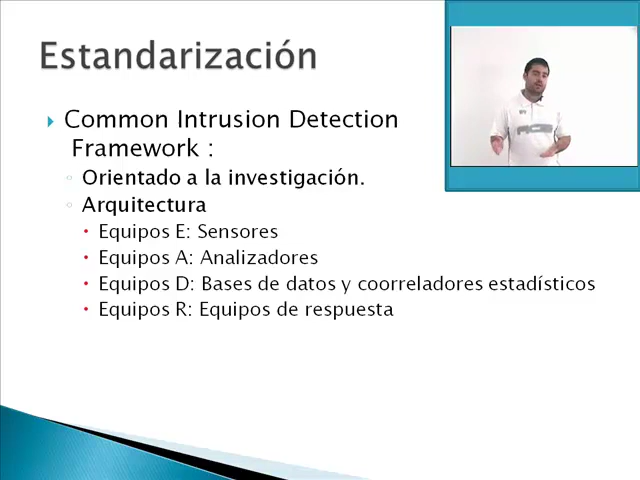 Estandarización
Common Intrusion Detection
Framework :
Orientado a la investigación.
Arquitectura
Equipos E: Sensores
Equipos A: Analizadores
Equipos D: Bases de datos y coorreladores estadísticos
Equipos R: Equipos de respuesta